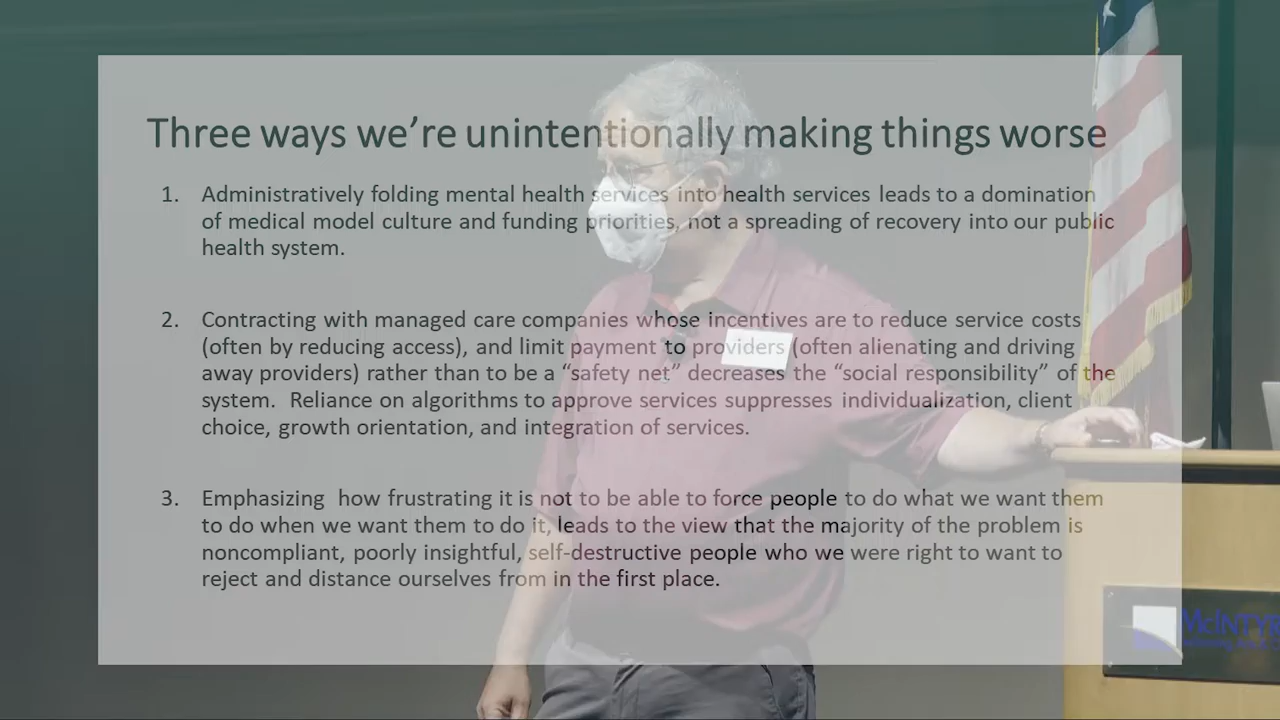 Three ways we’re unintentionally making things worse
1. Administratively folding mental health services into health services leads to a domination
of medical model culture and funding priorities, not a spreading of recovery into our public
health system.
2. Contracting with managed care companies whose incentives are to reduce service costs
(often by reducing access), and limit payment to providers (often alienating and driving
away providers) rather than to be a “safety net” decreases the “social responsibility” of the
system. Reliance on algorithms to approve services suppresses individualization, client
choice, growth orientation, and integration of services.
3. Emphasizing how frustrating it is not to be able to force people to do what we want them
to do when we want them to do it, leads to the view that the majority of the problem is
noncompliant, poorly insightful, self-destructive people who we were right to want to
reject and distance ourselves from in the first place.
McINTYR